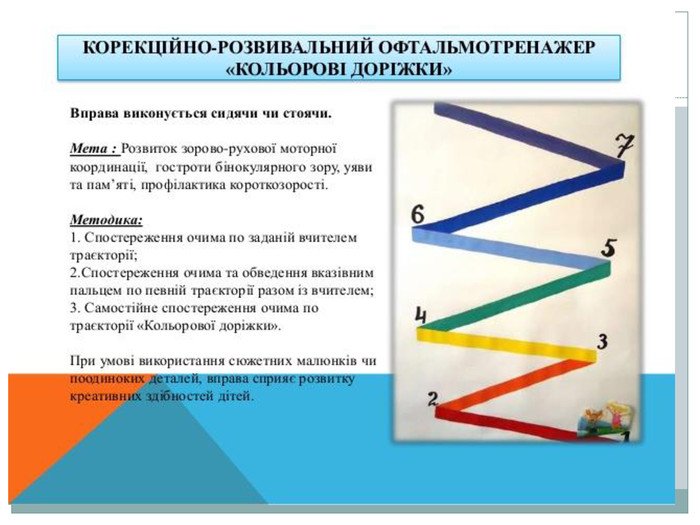 КОРЕКЦІЙНО-РОЗВИВАЛЬНИЙ ОФТАЛЬМОТРЕНАЖЕР
«КОЛЬОРОВІ ДОРІЖКИ»
Вправа виконується сидячи чи стоячи.
Мета : Розвиток зорово-рухової моторної
координації, гостроти бінокулярного зору, уяви
та пам’яті, профілактика короткозорості.
Методика:
1. Спостереження очима по заданій вчителем
траєкторії;
2.Спостереження очима та обведення вказівним
пальцем по певній траєкторії разом із вчителем;
3. Самостійне спостереження очима по
траєкторії «Кольорової доріжки».
При умові використання сюжетних малюнків чи
поодиноких деталей, вправа сприяє розвитку
креативних здібностей дітей.
7
6
5
4
3
2
1